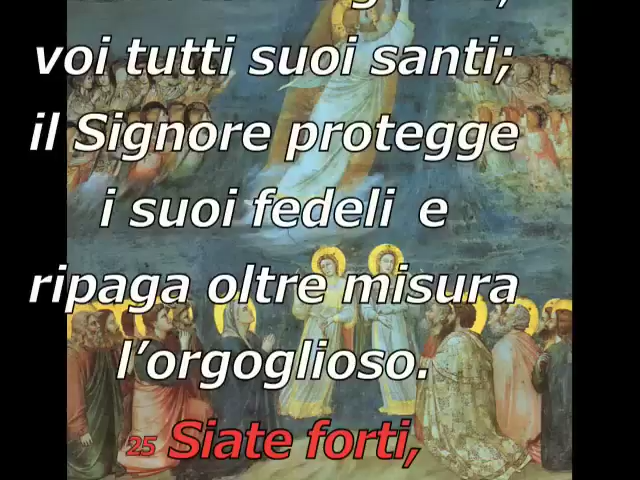 voi tutti suoi santi;
il Signore protegge
i suoi fedeli e
ripaga oltre misura
l’orgoglioso.
25 Siate forti,